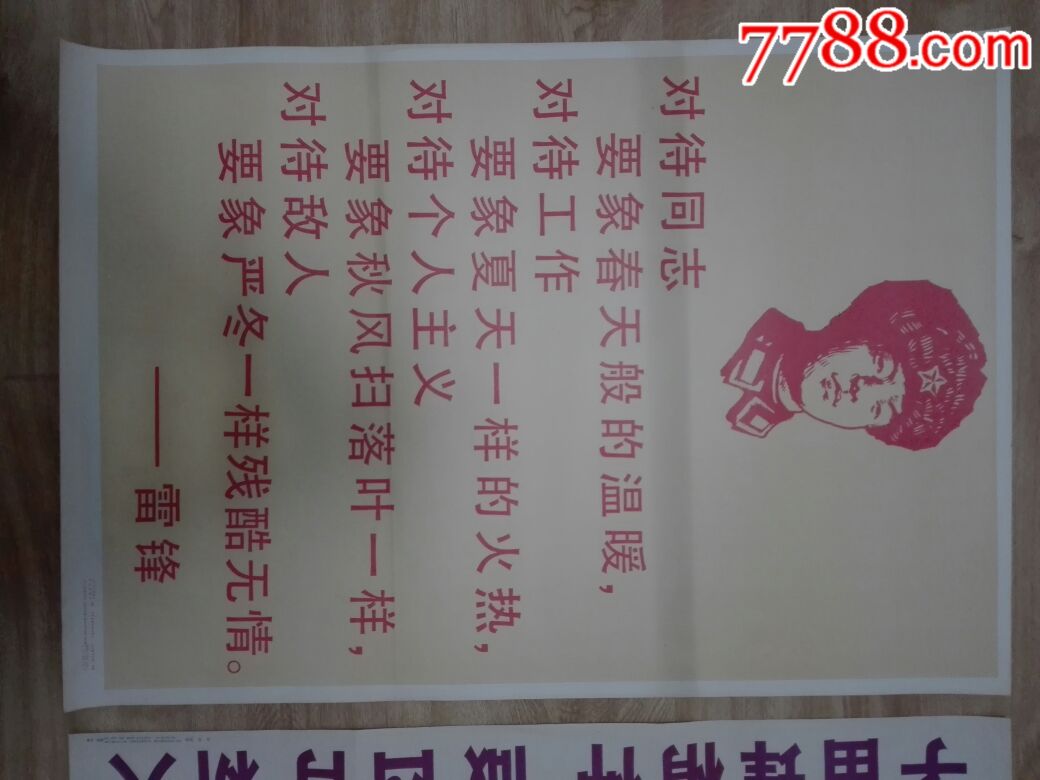 7788.com
对待同志
要象春天般的温暖，
对待工作
要象夏天一样的火热，
对待个人主义
要象秋风扫落叶一样，
对待敌人
要象严冬一样残酷无情。
——雷锋